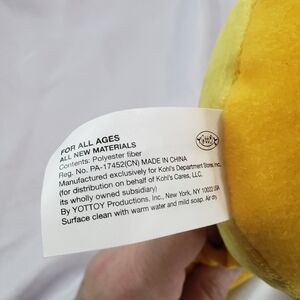 FOR ALL AGES
ALL NEW MATERIALS
Contents: Polyester fiber
Reg. No. PA-17452(CN) MADE IN CHINA
Manufactured exclusively for Kohl's Department Stores, Inc.
(for distribution on behalf of Kohl's Cares, LLC.
its wholly owned subsidiary)
By YOTTOY Productions, Inc., New York, NY 10022 USA
Surface clean with warm water and mild soap. Air dry.